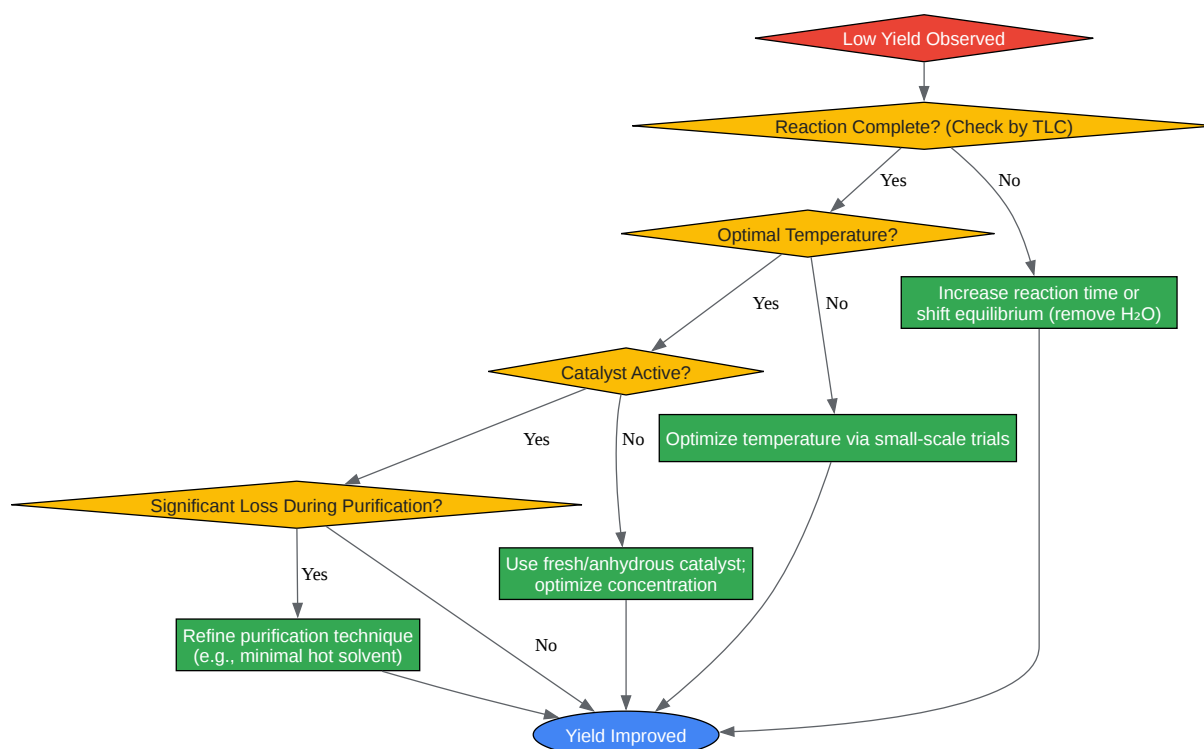 Low Yield Observed
Reaction Complete? (Check by TLC)
Yes
No
Optimal Temperature?
Increase reaction time or
shift equilibrium (remove H₂O)
Yes
No
Catalyst Active?
Optimize temperature via small-scale trials
Yes
No
Significant Loss During Purification?
Use fresh/anhydrous catalyst;
optimize concentration
Yes
Refine purification technique
(e.g., minimal hot solvent)
No
Yield Improved